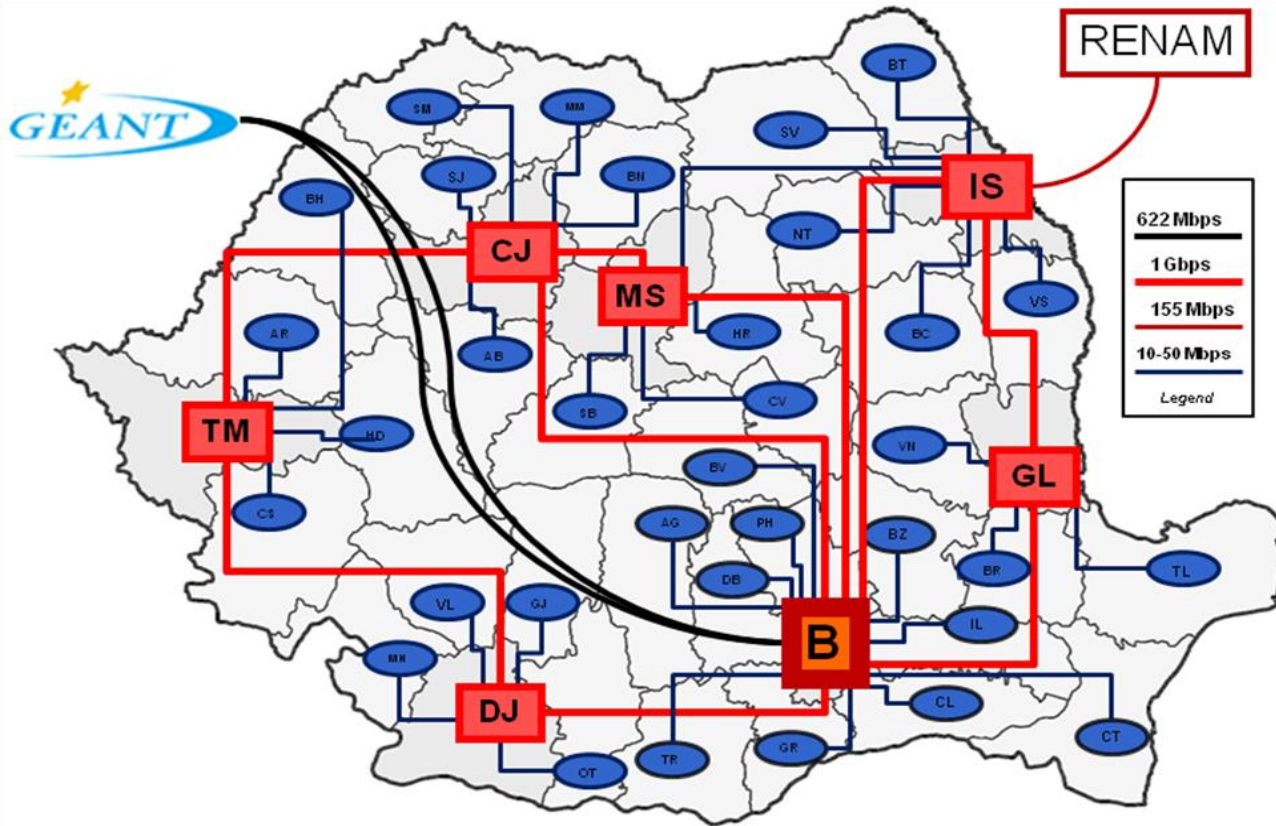 RENAM
BT
GEANT
SM
MM
SV
SJ
BN
IS
BH
622 Mbps
NT
CJ
1 Gbps
MS
VS
155 Mbps
AR
HR
BC
AB
10-50 Mbps
Legend
SB
CV
TM
HD
VN
GL
BV
CS
AG
PH
BZ
DB
BR
TL
VL
GJ
IL
B
MH
CL
DJ
CT
GR
TR
OT